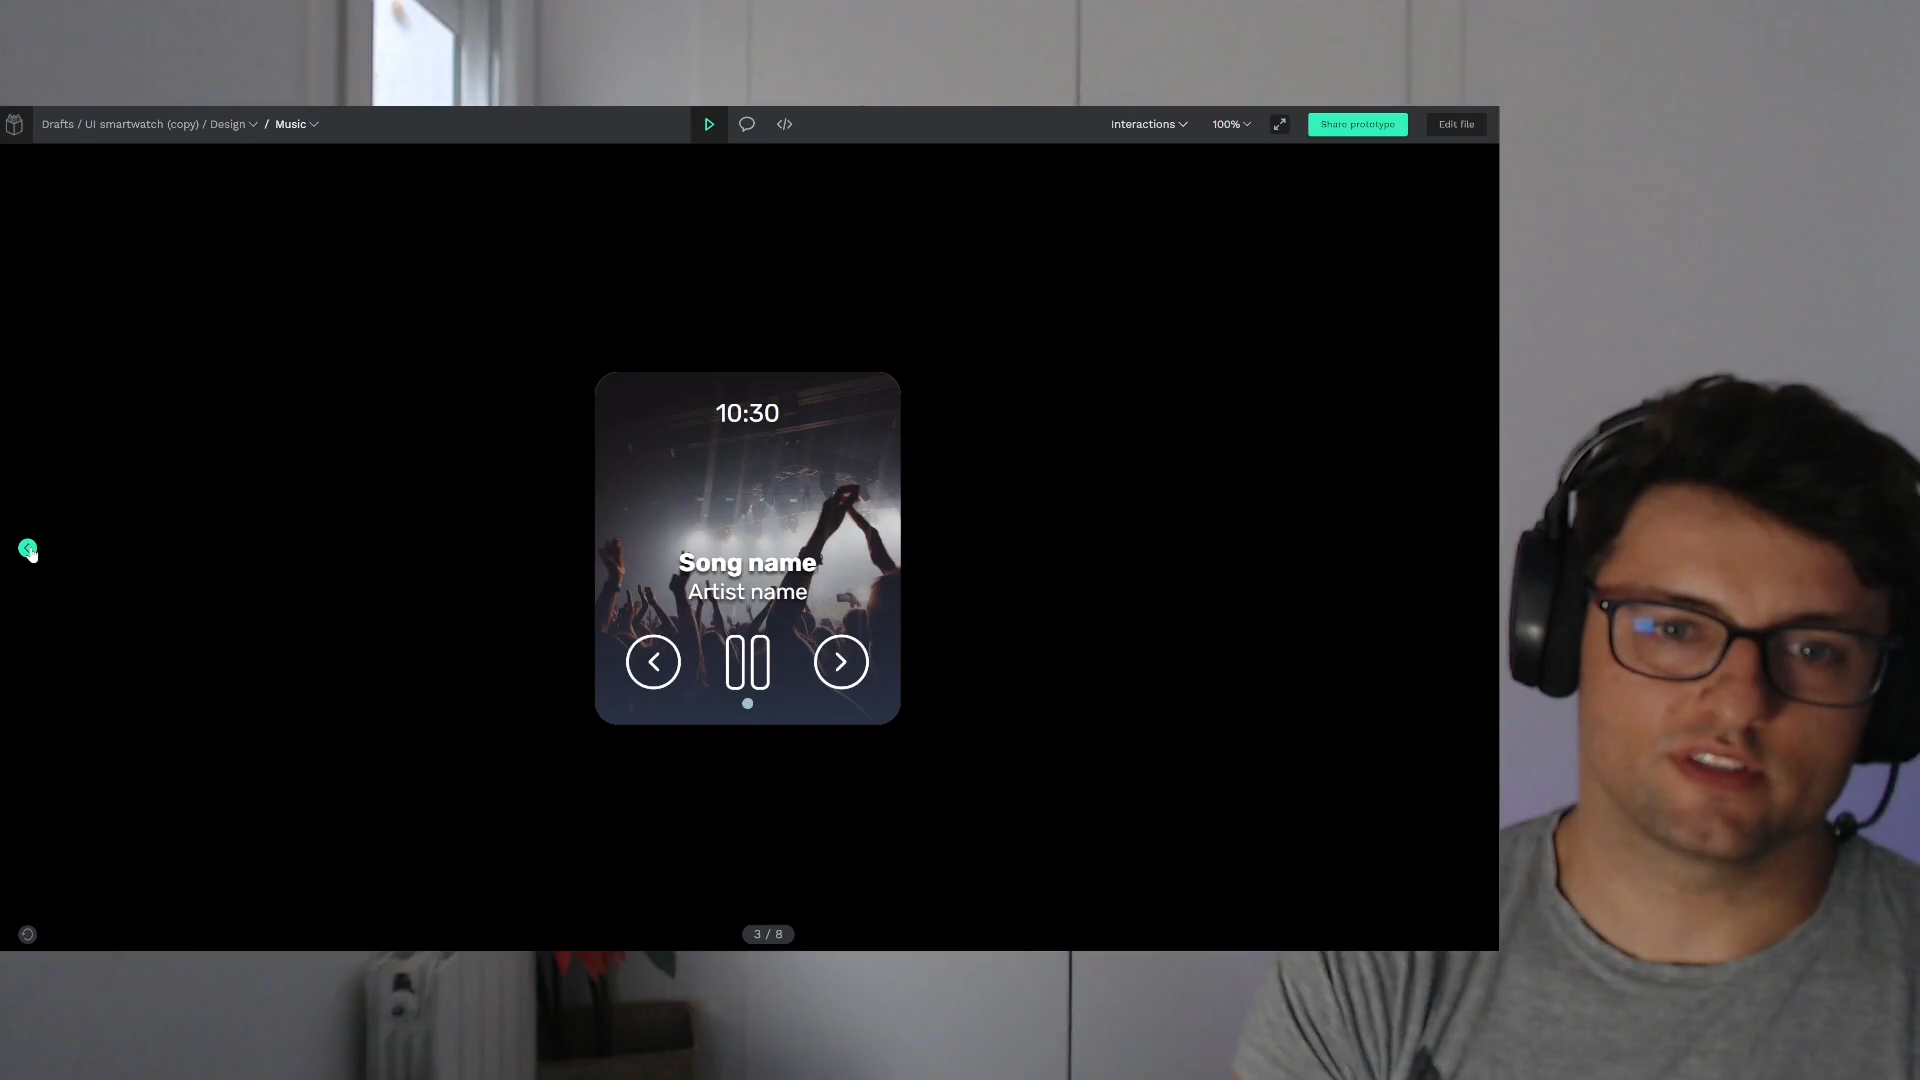 Drafts / UI smartwatch (copy) / Design / Music
Interactions
100%
Share prototype
Edit file
10:30
Song name
Artist name
3 / 8